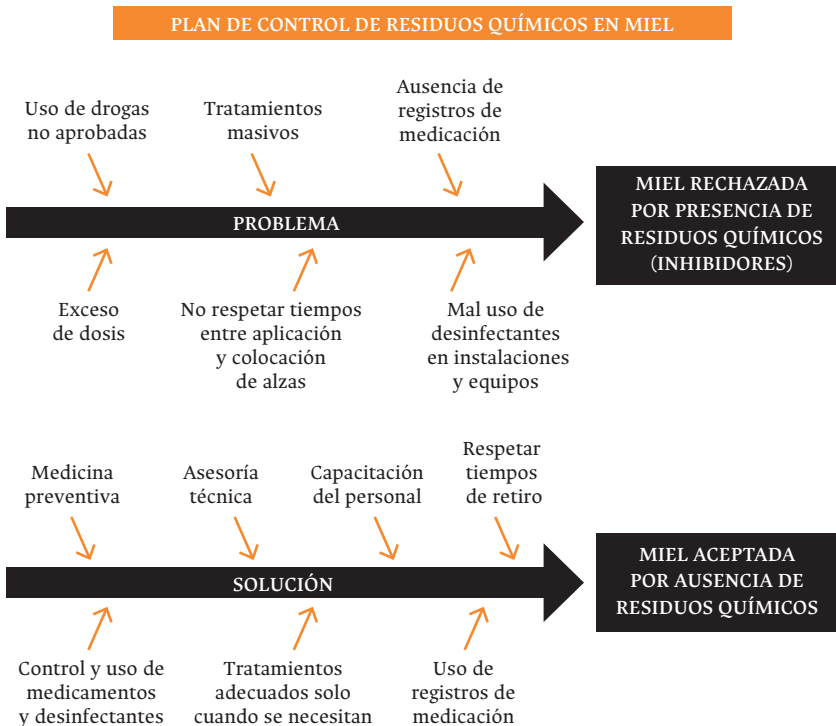 PLAN DE CONTROL DE RESIDUOS QUÍMICOS EN MIEL
Uso de drogas
no aprobadas
Tratamientos
masivos
Ausencia de
registros de
medicación
PROBLEMA
MIEL RECHAZADA
POR PRESENCIA DE
RESIDUOS QUÍMICOS
(INHIBIDORES)
Exceso
de dosis
No respetar tiempos
entre aplicación
y colocación
de alzas
Mal uso de
desinfectantes
en instalaciones
y equipos
Medicina
preventiva
Asesoría
técnica
Capacitación
del personal
Respetar
tiempos
de retiro
SOLUCIÓN
MIEL ACEPTADA
POR AUSENCIA DE
RESIDUOS QUÍMICOS
Control y uso de
medicamentos
y desinfectantes
Tratamientos
adecuados solo
cuando se necesitan
Uso de
registros de
medicación